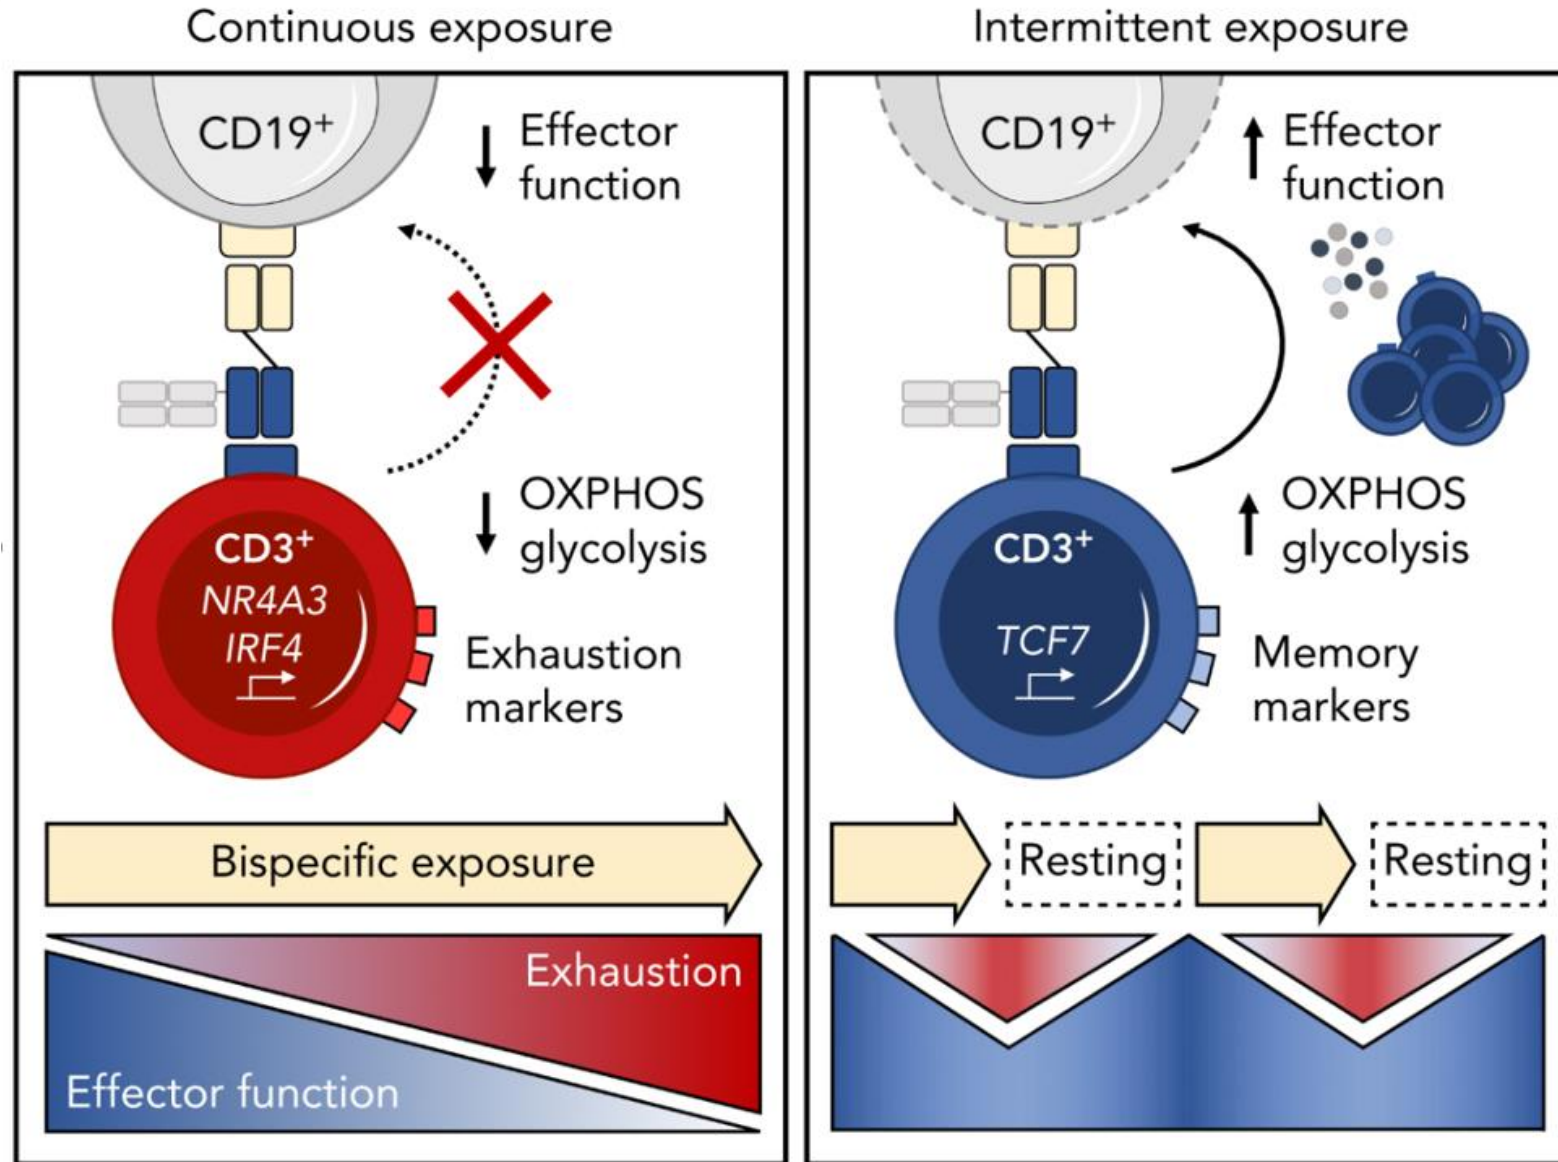 Continuous exposure
CD19+
Effector
function
OXPHOS
glycolysis
CD3+
NR4A3
IRF4
Exhaustion
markers
Bispecific exposure
Exhaustion
Effector function
Intermittent exposure
CD19+
Effector
function
OXPHOS
glycolysis
CD3+
TCF7
Memory
markers
Resting
Resting